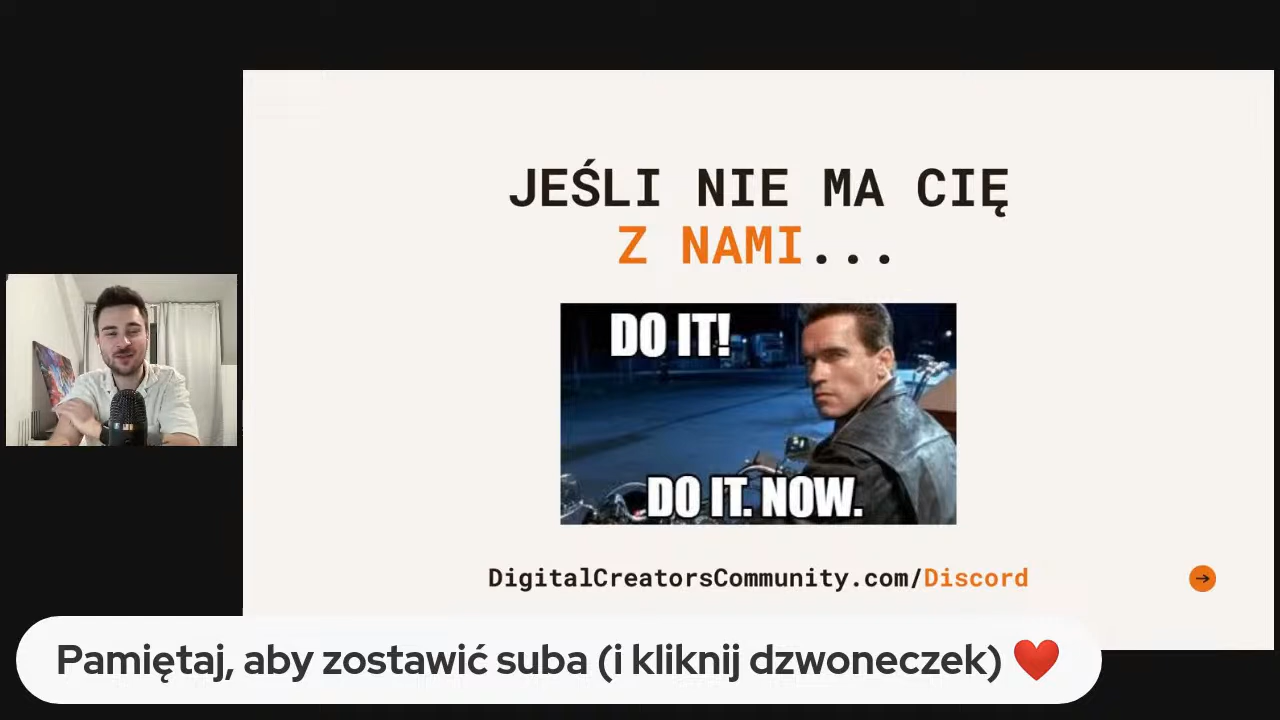 JEŚLI NIE MA CIĘ
Z NAMI...
DO IT!
DO IT. NOW.
DigitalCreatorsCommunity.com/Discord
Pamiętaj, aby zostawić suba (i kliknij dzwoneczek) ❤️